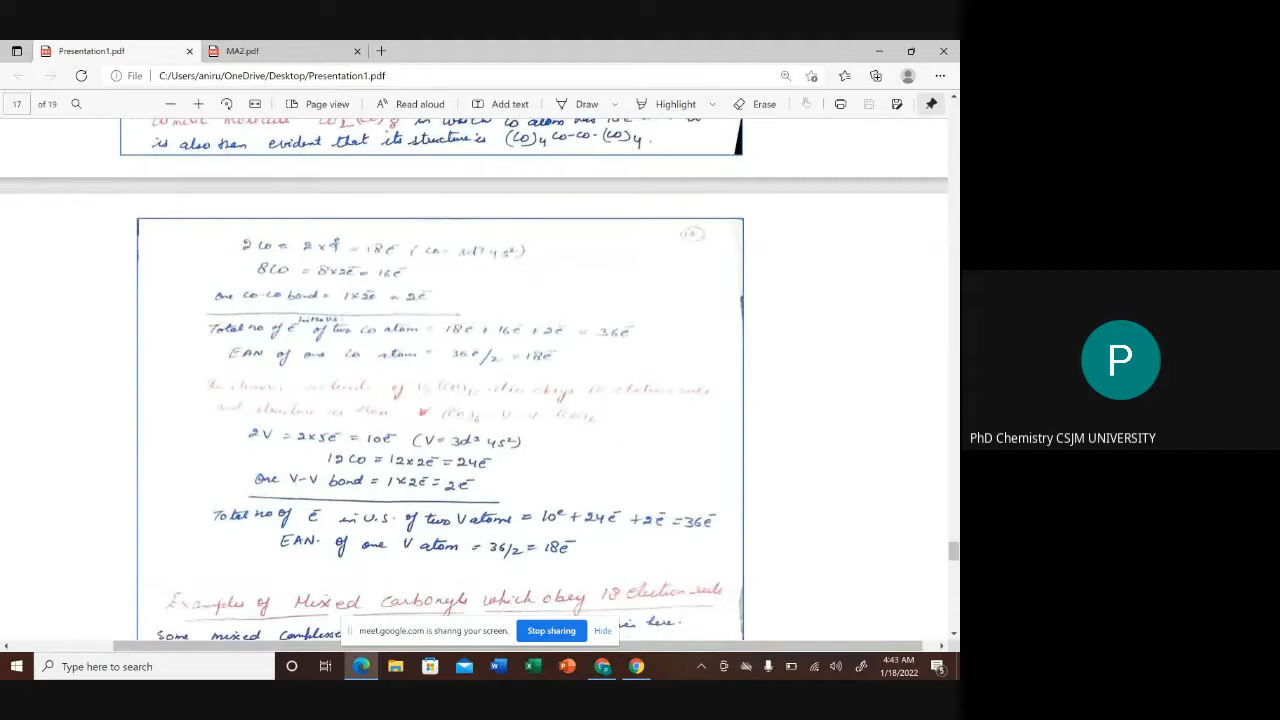 Presentation1.pdf
MA2.pdf
File C:/Users/aniru/OneDrive/Desktop/Presentation1.pdf
17 of 19
Page view
Read aloud
Add text
Draw
Highlight
Erase
is also then evident that its structure is (CO)4 Co-Co-(CO)4.
2Co = 2×9 = 18e⁻ (Co = 3d7 4s²)
8CO = 8×2e⁻ = 16e⁻
One Co-Co bond = 1×2e⁻ = 2e⁻
Total no of e⁻ of two Co atom = 18e + 16e + 2e⁻ = 36e⁻
EAN of one Co atom = 36e⁻/2 = 18e⁻
2V = 2×5e⁻ = 10e⁻ (V = 3d³ 4s²)
12CO = 12×2e⁻ = 24e⁻
One V-V bond = 1×2e⁻ = 2e⁻
Total no of e⁻ in U.S. of two V atoms = 10e + 24e⁻ + 2e⁻ = 36e⁻
EAN. of one V atom = 36/2 = 18e⁻
Examples of Mixed Carbonyls which obey 18 electron rule
Some mixed complexes here.
meet.google.com is sharing your screen.
Stop sharing
Hide
P
PhD Chemistry CSJM UNIVERSITY
Type here to search
4:43 AM
1/18/2022
5